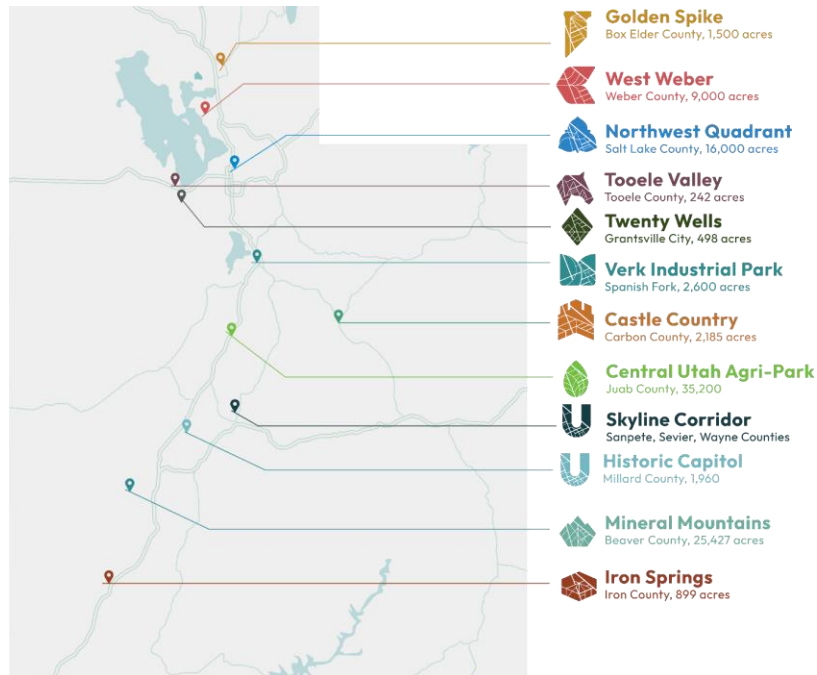 Golden Spike
Box Elder County, 1,500 acres
West Weber
Weber County, 9,000 acres
Northwest Quadrant
Salt Lake County, 16,000 acres
Tooele Valley
Tooele County, 242 acres
Twenty Wells
Grantsville City, 498 acres
Verk Industrial Park
Spanish Fork, 2,600 acres
Castle Country
Carbon County, 2,185 acres
Central Utah Agri-Park
Juab County, 35,200
Skyline Corridor
Sanpete, Sevier, Wayne Counties
Historic Capitol
Millard County, 1,960
Mineral Mountains
Beaver County, 25,427 acres
Iron Springs
Iron County, 899 acres